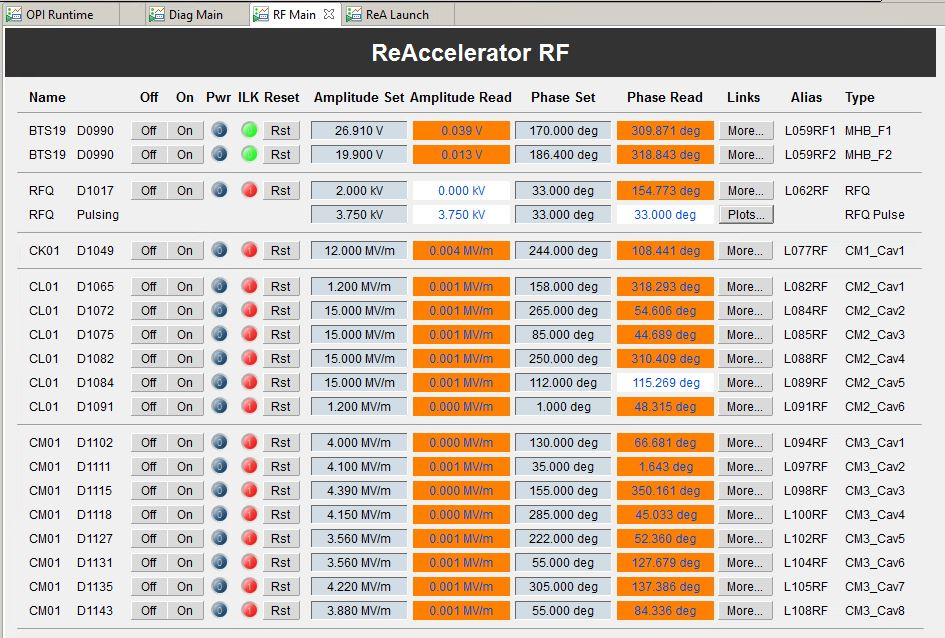 OPI Runtime Diag Main RF Main ReA Launch
ReAccelerator RF
Name Off On Pwr ILK Reset Amplitude Set Amplitude Read Phase Set Phase Read Links Alias Type
BTS19 D0990 Off On 0 0 Rst 26.910 V 0.039 V 170.000 deg 309.871 deg More... L059RF1 MHB_F1
BTS19 D0990 Off On 0 0 Rst 19.900 V 0.013 V 186.400 deg 318.843 deg More... L059RF2 MHB_F2
RFQ D1017 Off On 0 1 Rst 2.000 kV 0.000 kV 33.000 deg 154.773 deg More... L062RF RFQ
RFQ Pulsing 3.750 kV 3.750 kV 33.000 deg 33.000 deg Plots... RFQ Pulse
CK01 D1049 Off On 0 1 Rst 12.000 MV/m 0.004 MV/m 244.000 deg 108.441 deg More... L077RF CM1_Cav1
CL01 D1065 Off On 0 1 Rst 1.200 MV/m 0.001 MV/m 158.000 deg 318.293 deg More... L082RF CM2_Cav1
CL01 D1072 Off On 0 1 Rst 15.000 MV/m 0.001 MV/m 265.000 deg 54.606 deg More... L084RF CM2_Cav2
CL01 D1075 Off On 0 1 Rst 15.000 MV/m 0.001 MV/m 85.000 deg 44.689 deg More... L085RF CM2_Cav3
CL01 D1082 Off On 0 1 Rst 15.000 MV/m 0.001 MV/m 250.000 deg 310.409 deg More... L088RF CM2_Cav4
CL01 D1084 Off On 0 1 Rst 15.000 MV/m 0.001 MV/m 112.000 deg 115.269 deg More... L089RF CM2_Cav5
CL01 D1091 Off On 0 1 Rst 1.200 MV/m 0.000 MV/m 1.000 deg 48.315 deg More... L091RF CM2_Cav6
CM01 D1102 Off On 0 1 Rst 4.000 MV/m 0.000 MV/m 130.000 deg 66.681 deg More... L094RF CM3_Cav1
CM01 D1111 Off On 0 1 Rst 4.100 MV/m 0.001 MV/m 35.000 deg 1.643 deg More... L097RF CM3_Cav2
CM01 D1115 Off On 0 1 Rst 4.390 MV/m 0.000 MV/m 155.000 deg 350.161 deg More... L098RF CM3_Cav3
CM01 D1118 Off On 0 1 Rst 4.150 MV/m 0.000 MV/m 285.000 deg 45.033 deg More... L100RF CM3_Cav4
CM01 D1127 Off On 0 1 Rst 3.560 MV/m 0.001 MV/m 222.000 deg 52.360 deg More... L102RF CM3_Cav5
CM01 D1131 Off On 0 1 Rst 3.560 MV/m 0.001 MV/m 55.000 deg 127.679 deg More... L104RF CM3_Cav6
CM01 D1135 Off On 0 1 Rst 4.220 MV/m 0.001 MV/m 305.000 deg 137.386 deg More... L105RF CM3_Cav7
CM01 D1143 Off On 0 1 Rst 3.880 MV/m 0.001 MV/m 55.000 deg 84.336 deg More... L108RF CM3_Cav8